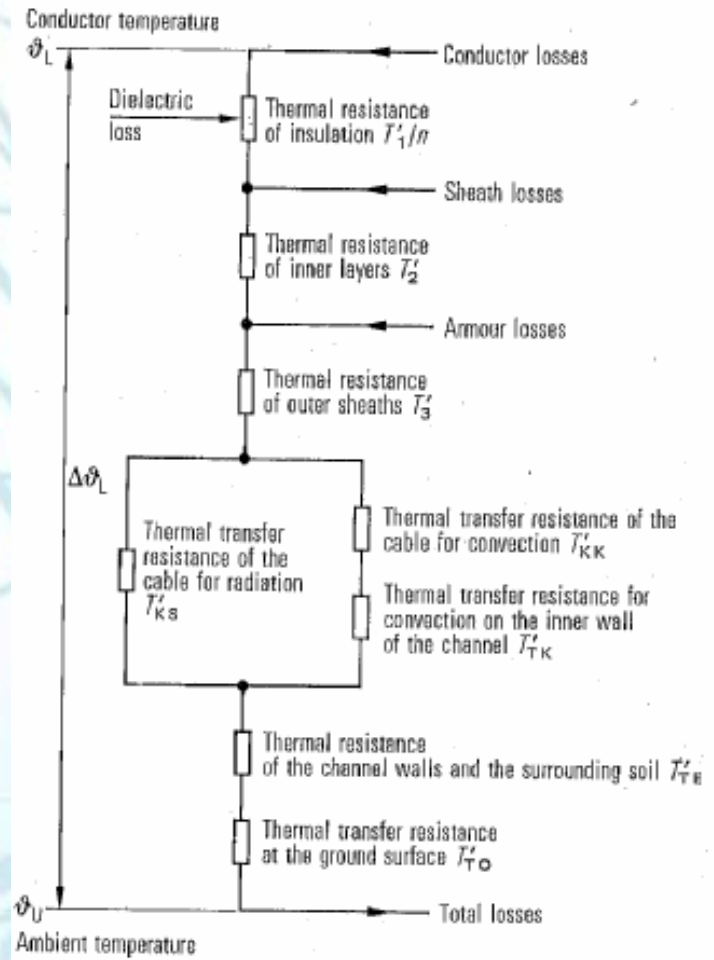 Conductor temperature
ϑL
Conductor losses
Dielectric
loss
Thermal resistance
of insulation T′1/n
Sheath losses
Thermal resistance
of inner layers T′2
Armour losses
Thermal resistance
of outer sheaths T′3
ΔϑL
Thermal transfer
resistance of the
cable for radiation
T′KS
Thermal transfer resistance of the
cable for convection T′KK
Thermal transfer resistance for
convection on the inner wall
of the channel T′TK
Thermal resistance
of the channel walls and the surrounding soil T′TE
Thermal transfer resistance
at the ground surface T′TO
ϑU
Total losses
Ambient temperature